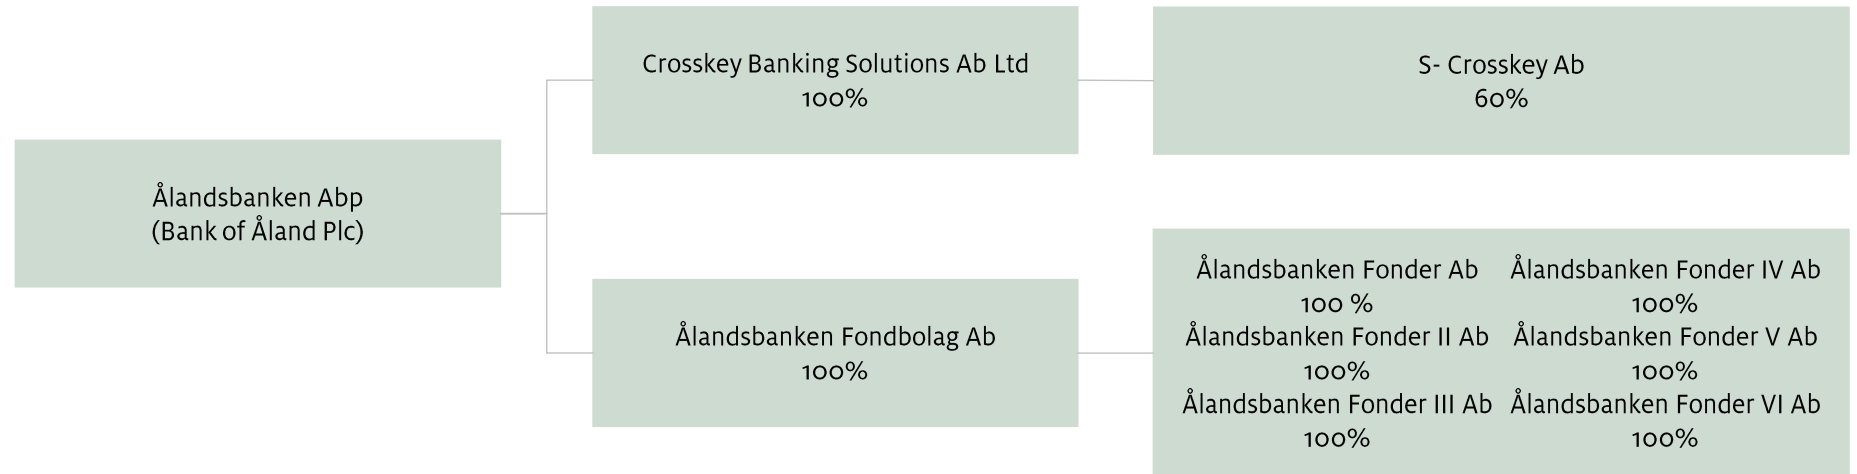 Ålandsbanken Abp
(Bank of Åland Plc)
Crosskey Banking Solutions Ab Ltd
100%
S- Crosskey Ab
60%
Ålandsbanken Fondbolag Ab
100%
Ålandsbanken Fonder Ab
100 %
Ålandsbanken Fonder II Ab
100%
Ålandsbanken Fonder III Ab
100%
Ålandsbanken Fonder IV Ab
100%
Ålandsbanken Fonder V Ab
100%
Ålandsbanken Fonder VI Ab
100%